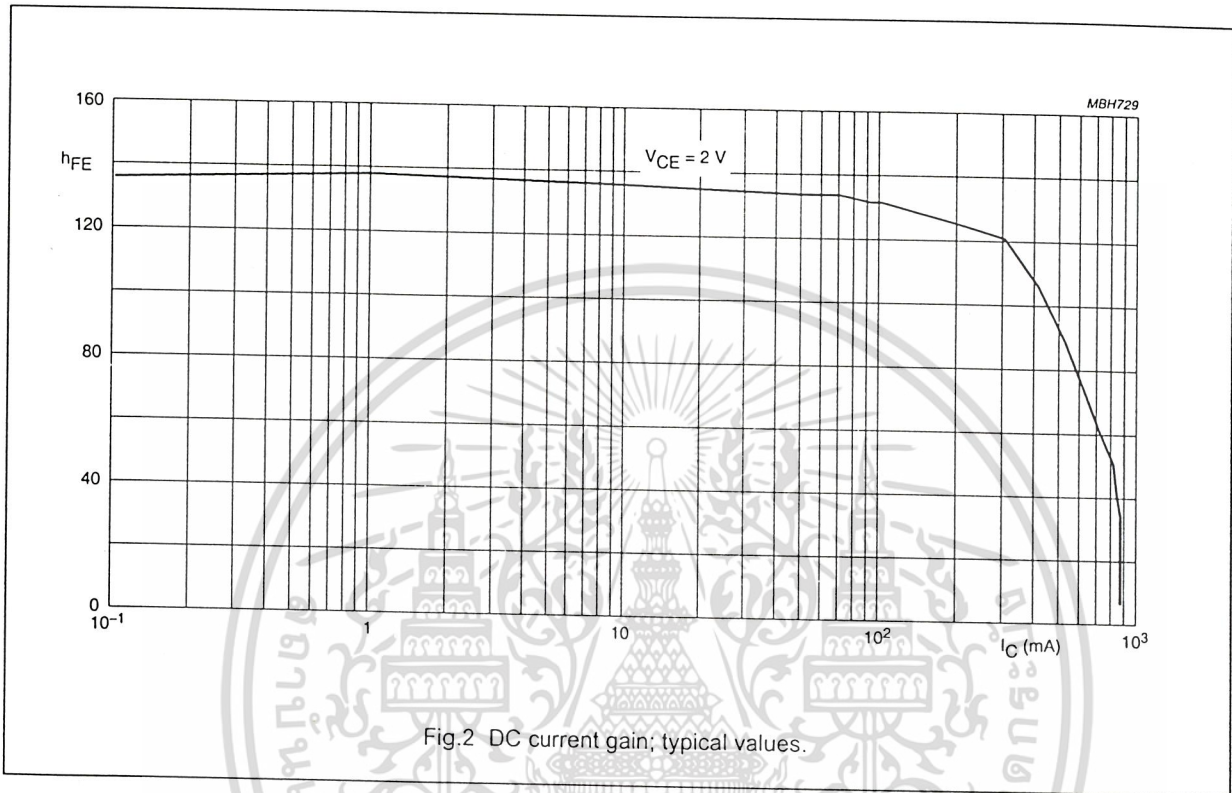 MBH729
160
hFE
VCE = 2 V
120
80
40
0
10⁻¹
1
10
10²
IC (mA)
10³
Fig.2 DC current gain; typical values.